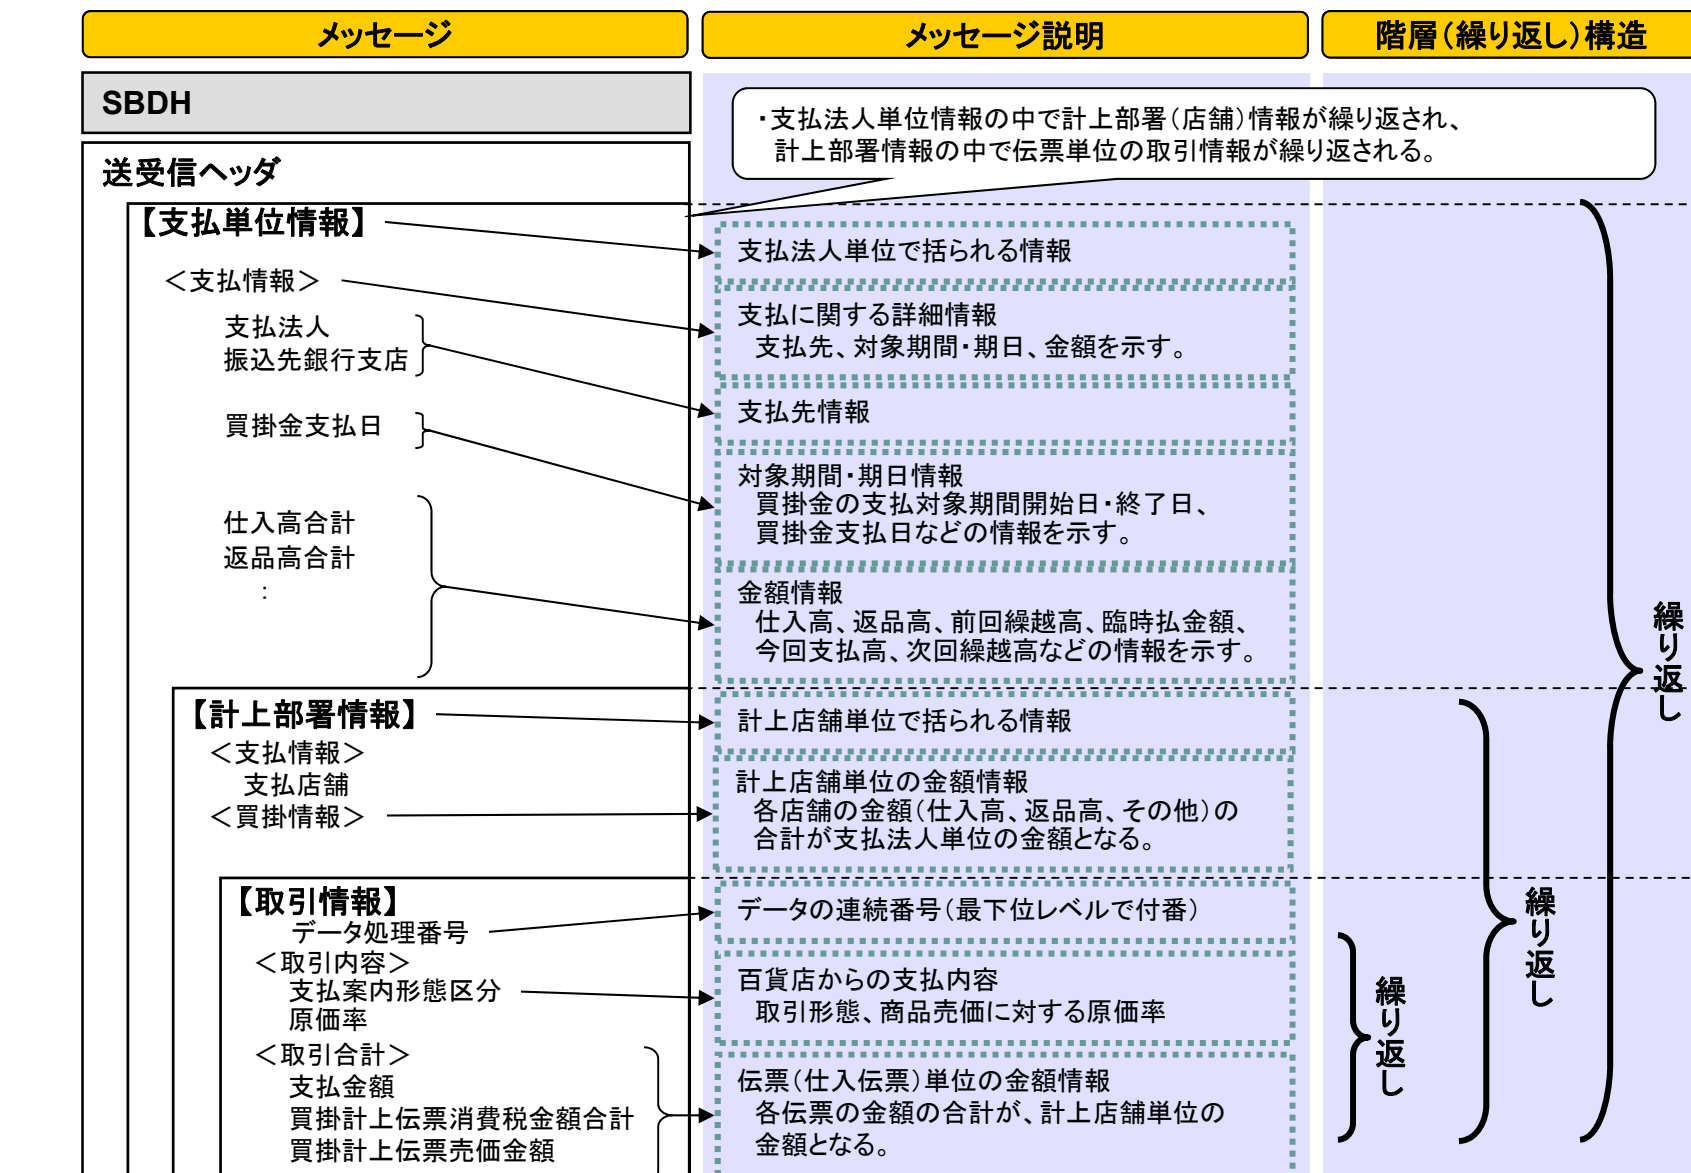 メッセージ
メッセージ説明
階層（繰り返し）構造
SBDH
・支払法人単位情報の中で計上部署（店舗）情報が繰り返され、
計上部署情報の中で伝票単位の取引情報が繰り返される。
送受信ヘッダ
【支払単位情報】
支払法人単位で括られる情報
＜支払情報＞
支払に関する詳細情報
支払先、対象期間・期日、金額を示す。
支払法人
振込先銀行支店
支払先情報
買掛金支払日
対象期間・期日情報
買掛金の支払対象期間開始日・終了日、
買掛金支払日などの情報を示す。
仕入高合計
返品高合計
：
金額情報
仕入高、返品高、前回繰越高、臨時払金額、
今回支払高、次回繰越高などの情報を示す。
繰り返し
【計上部署情報】
計上店舗単位で括られる情報
＜支払情報＞
支払店舗
＜買掛情報＞
計上店舗単位の金額情報
各店舗の金額（仕入高、返品高、その他）の
合計が支払法人単位の金額となる。
繰り返し
【取引情報】
データ処理番号
データの連続番号（最下位レベルで付番）
＜取引内容＞
支払案内形態区分
原価率
百貨店からの支払内容
取引形態、商品売価に対する原価率
繰り返し
＜取引合計＞
支払金額
買掛計上伝票消費税金額合計
買掛計上伝票売価金額
伝票（仕入伝票）単位の金額情報
各伝票の金額の合計が、計上店舗単位の
金額となる。